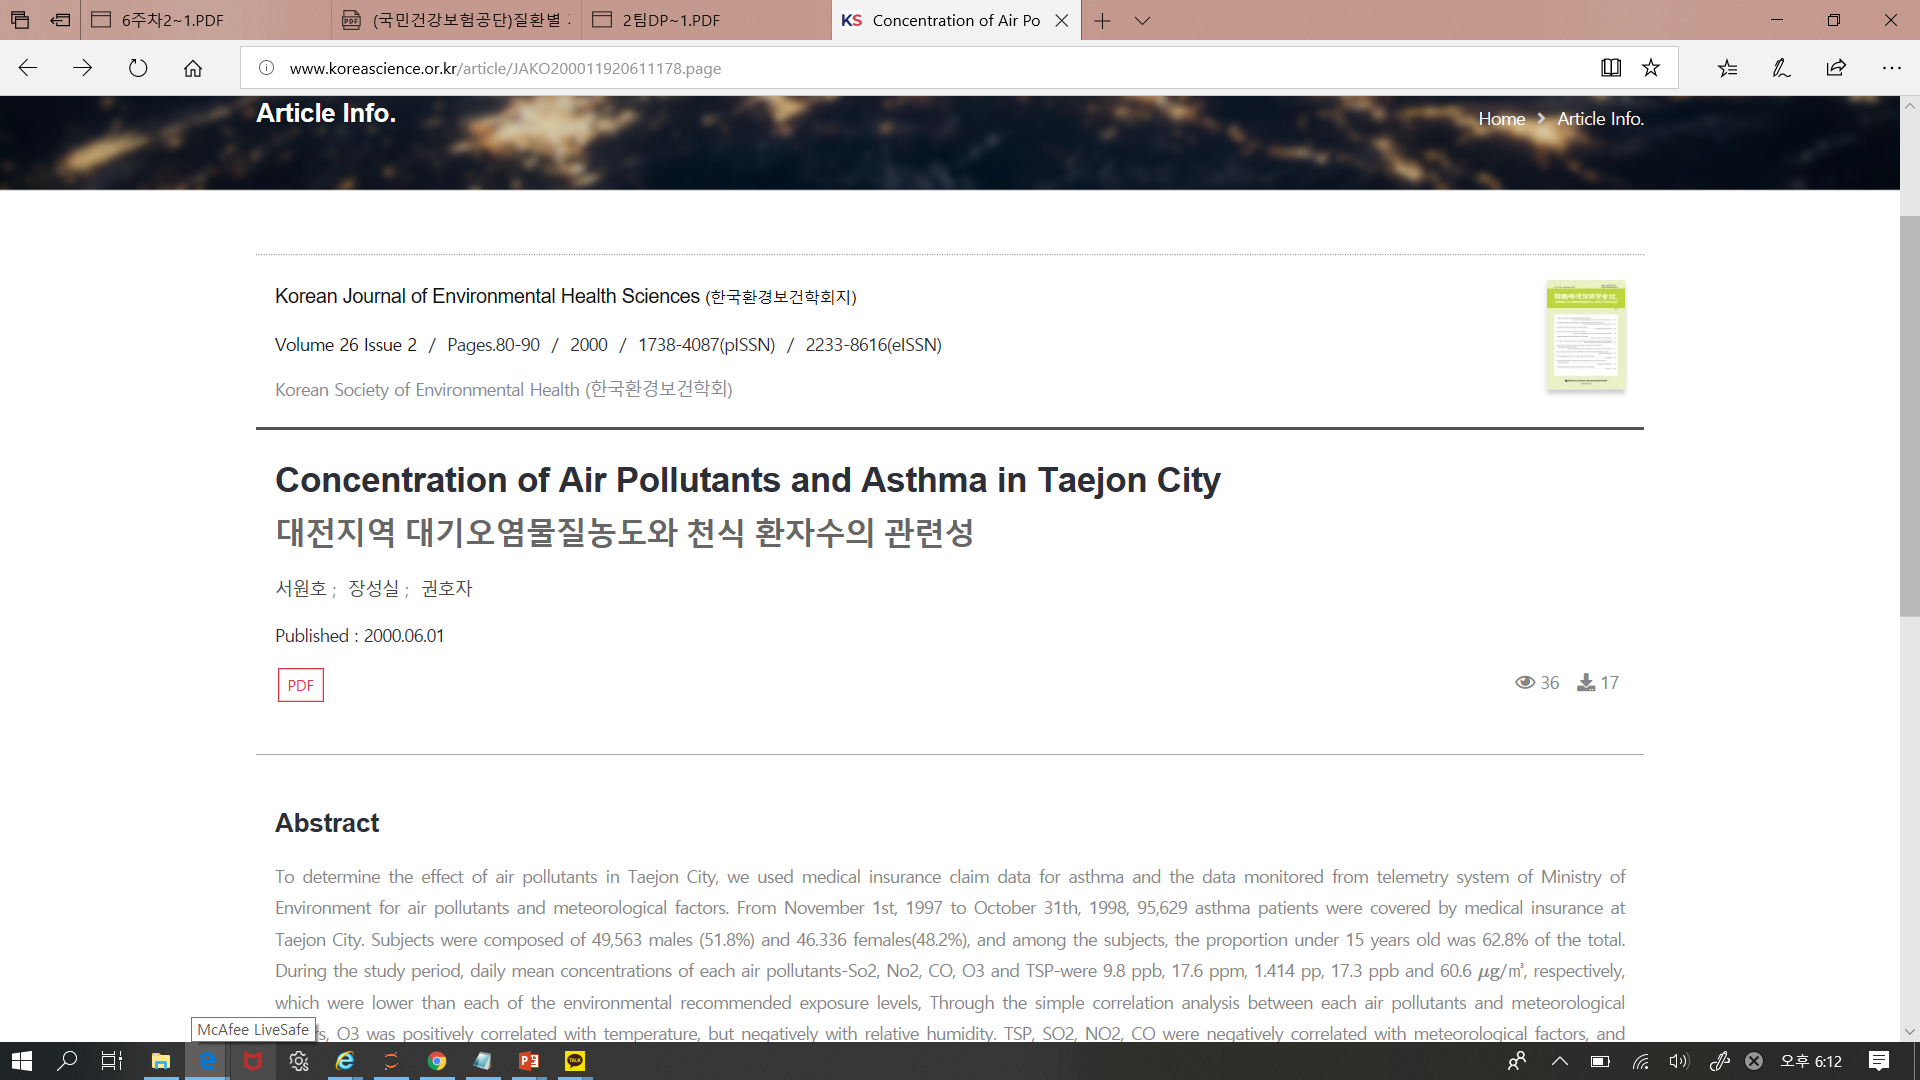 6주차2~1.PDF
(국민건강보험공단)질환별
2팀DP~1.PDF
KS Concentration of Air Po
www.koreascience.or.kr/article/JAKO200011920611178.page
Article Info.
Home > Article Info.
Korean Journal of Environmental Health Sciences (한국환경보건학회지)
Volume 26 Issue 2 / Pages.80-90 / 2000 / 1738-4087(pISSN) / 2233-8616(eISSN)
Korean Society of Environmental Health (한국환경보건학회)
Concentration of Air Pollutants and Asthma in Taejon City
대전지역 대기오염물질농도와 천식 환자수의 관련성
서원호 ; 장성실 ; 권호자
Published : 2000.06.01
PDF
36 17
Abstract
To determine the effect of air pollutants in Taejon City, we used medical insurance claim data for asthma and the data monitored from telemetry system of Ministry of
Environment for air pollutants and meteorological factors. From November 1st, 1997 to October 31th, 1998, 95,629 asthma patients were covered by medical insurance at
Taejon City. Subjects were composed of 49,563 males (51.8%) and 46.336 females(48.2%), and among the subjects, the proportion under 15 years old was 62.8% of the total.
During the study period, daily mean concentrations of each air pollutants-So2, No2, CO, O3 and TSP-were 9.8 ppb, 17.6 ppm, 1.414 pp, 17.3 ppb and 60.6 μg/㎥, respectively,
which were lower than each of the environmental recommended exposure levels, Through the simple correlation analysis between each air pollutants and meteorological
O3 was positively correlated with temperature, but negatively with relative humidity. TSP, SO2, NO2, CO were negatively correlated with meteorological factors, and
McAfee LiveSafe
TALK
오후 6:12